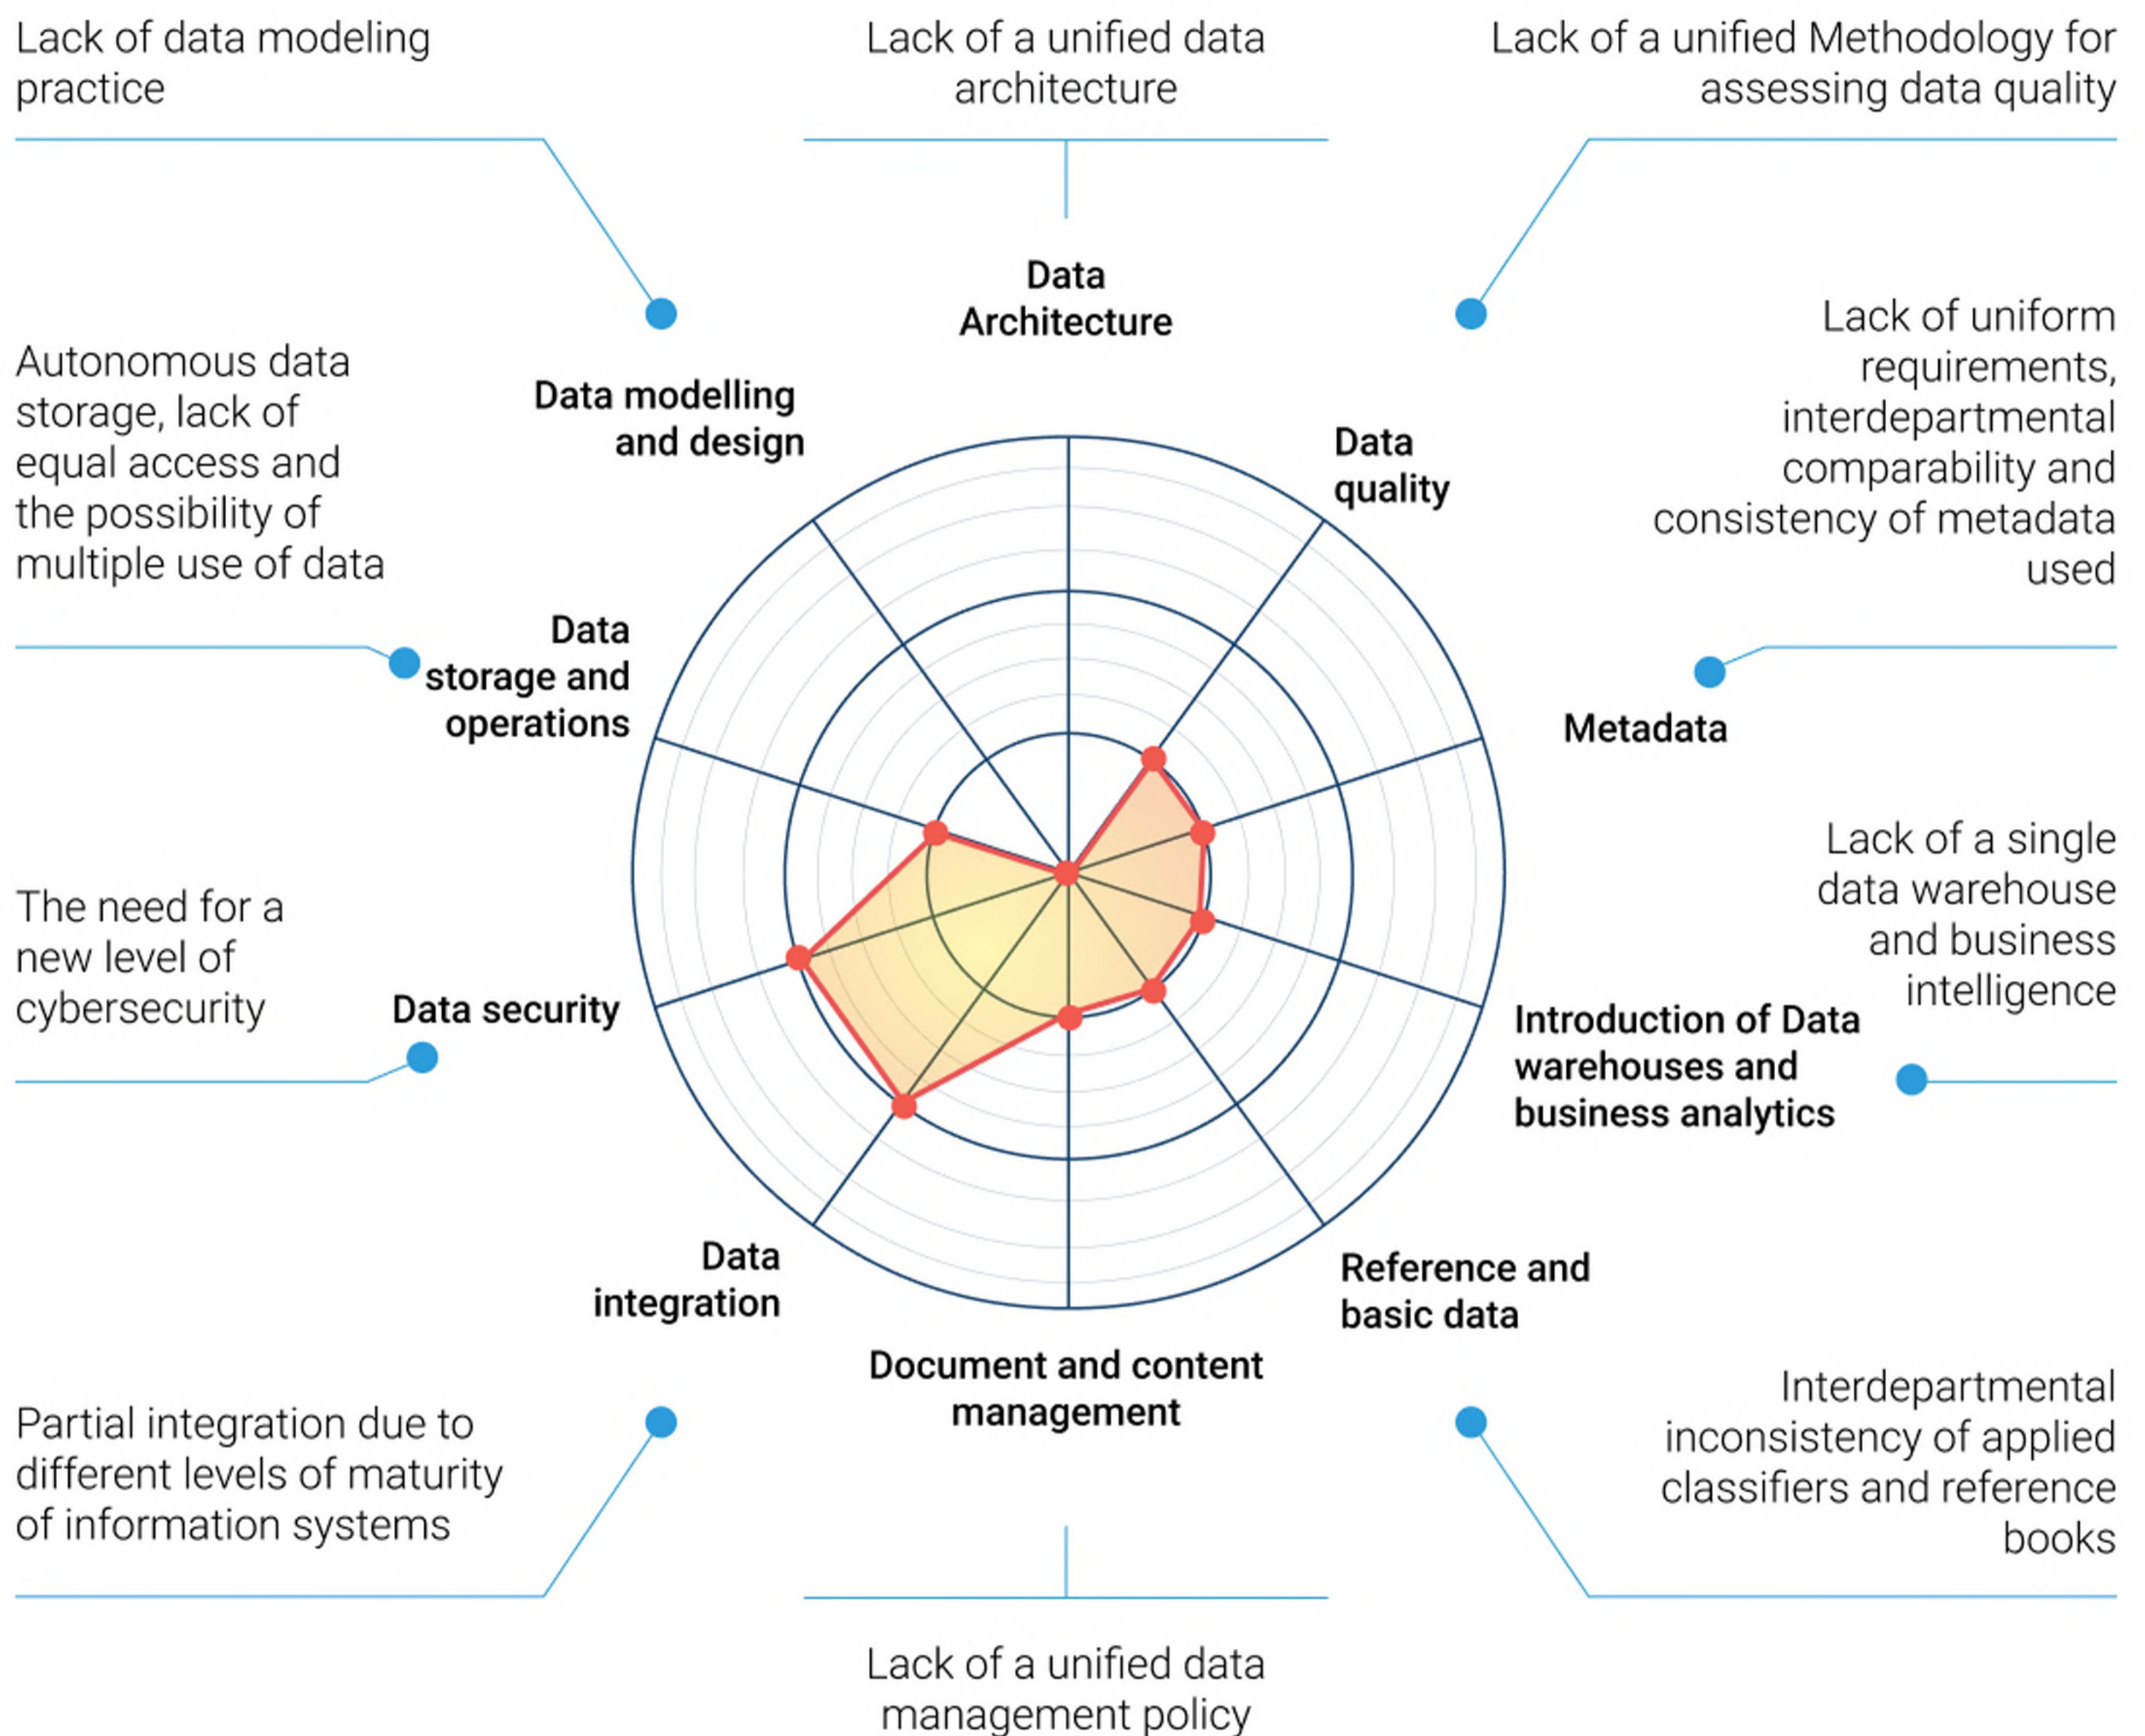 Lack of data modeling
practice
Lack of a unified data
architecture
Lack of a unified Methodology for
assessing data quality
Data
Architecture
Autonomous data
storage, lack of
equal access and
the possibility of
multiple use of data
Data modelling
and design
Data
quality
Lack of uniform
requirements,
interdepartmental
comparability and
consistency of metadata
used
Data
storage and
operations
Metadata
The need for a
new level of
cybersecurity
Data security
Lack of a single
data warehouse
and business
intelligence
Introduction of Data
warehouses and
business analytics
Data
integration
Reference and
basic data
Document and content
management
Partial integration due to
different levels of maturity
of information systems
Interdepartmental
inconsistency of applied
classifiers and reference
books
Lack of a unified data
management policy